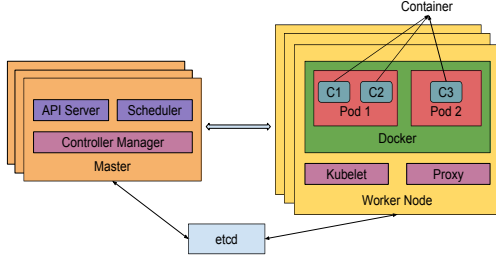 Container
C1
C2
C3
Pod 1
Pod 2
Docker
API Server
Scheduler
Controller Manager
Master
Kubelet
Proxy
Worker Node
etcd